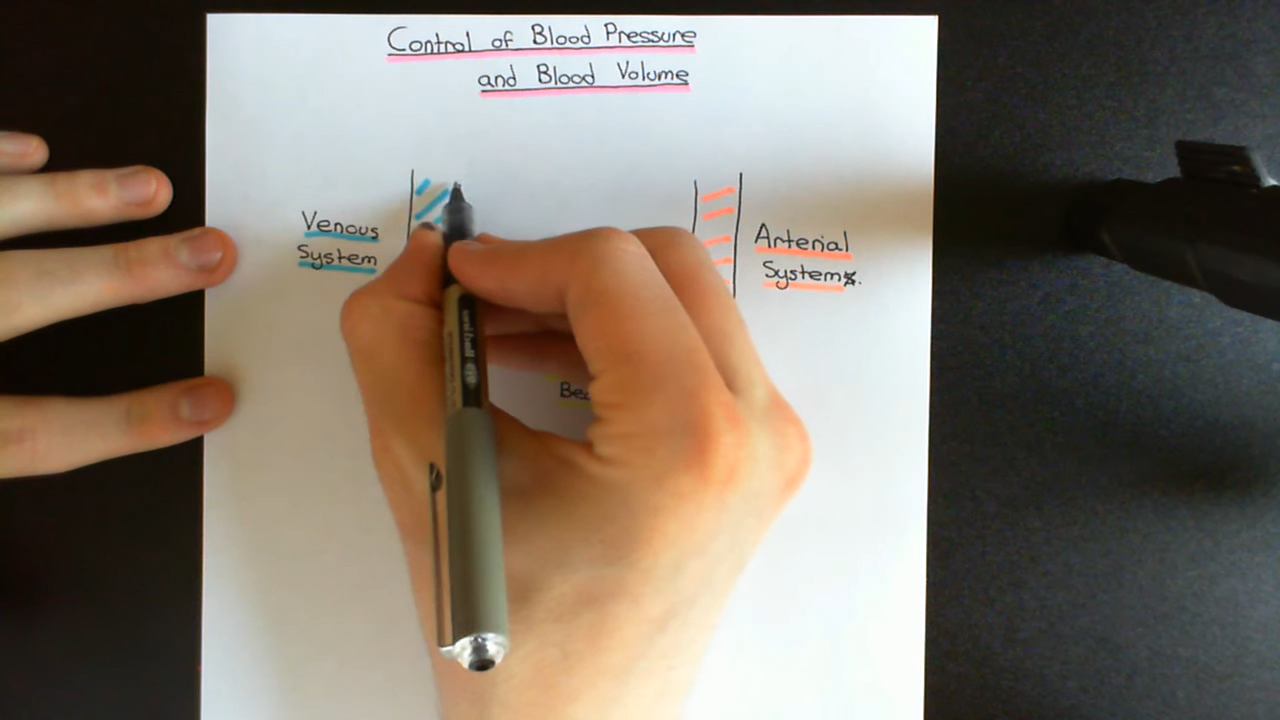 Control of Blood Pressure
and Blood Volume
Venous
System
Arterial
System